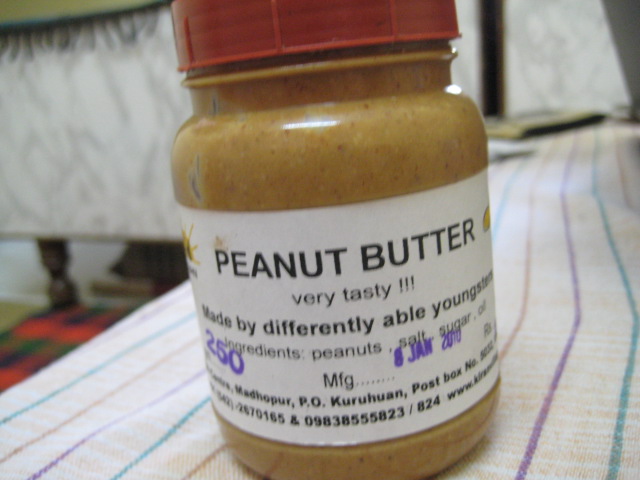 PEANUT BUTTER
very tasty !!!
Made by differently able youngsters
Ingredients: peanuts , salt , sugar , oil
250
Mfg........ 8 JAN 2010
Rs.
Centre, Madhopur, P.O. Kuruhuan, Post box No.
-2670165 & 09838555823 / 824 www.